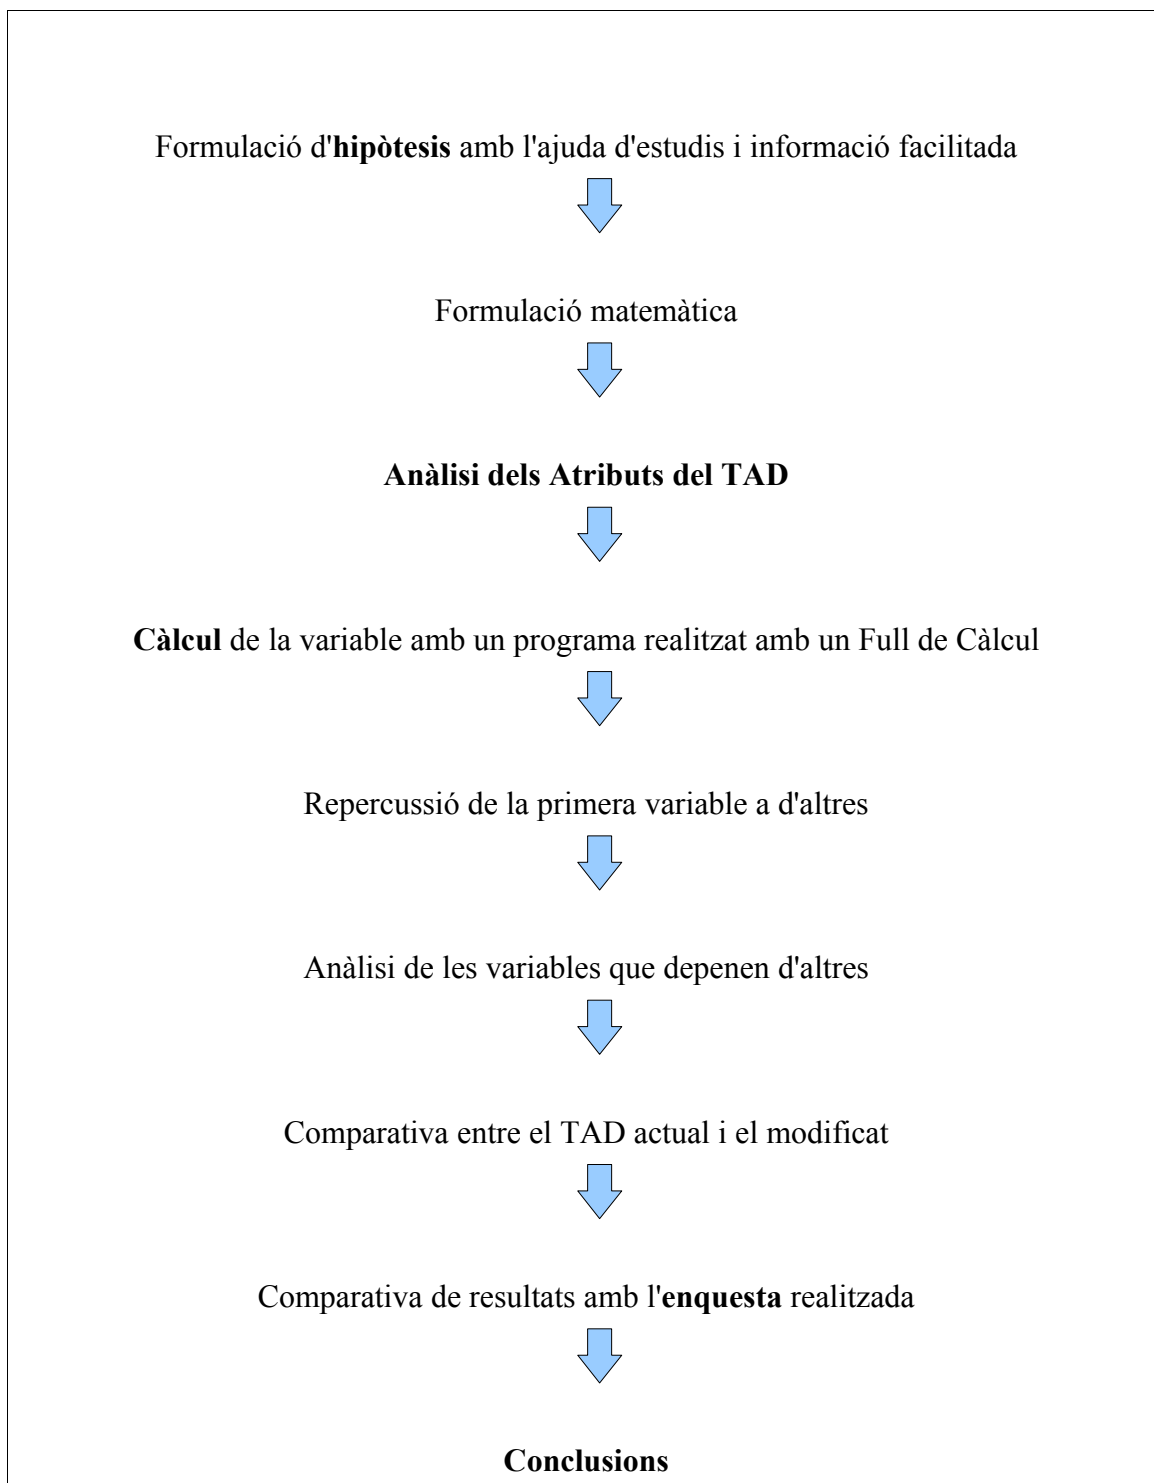 Formulació d'hipòtesis amb l'ajuda d'estudis i informació facilitada
Formulació matemàtica
Anàlisi dels Atributs del TAD
Càlcul de la variable amb un programa realitzat amb un Full de Càlcul
Repercussió de la primera variable a d'altres
Anàlisi de les variables que depenen d'altres
Comparativa entre el TAD actual i el modificat
Comparativa de resultats amb l'enquesta realitzada
Conclusions